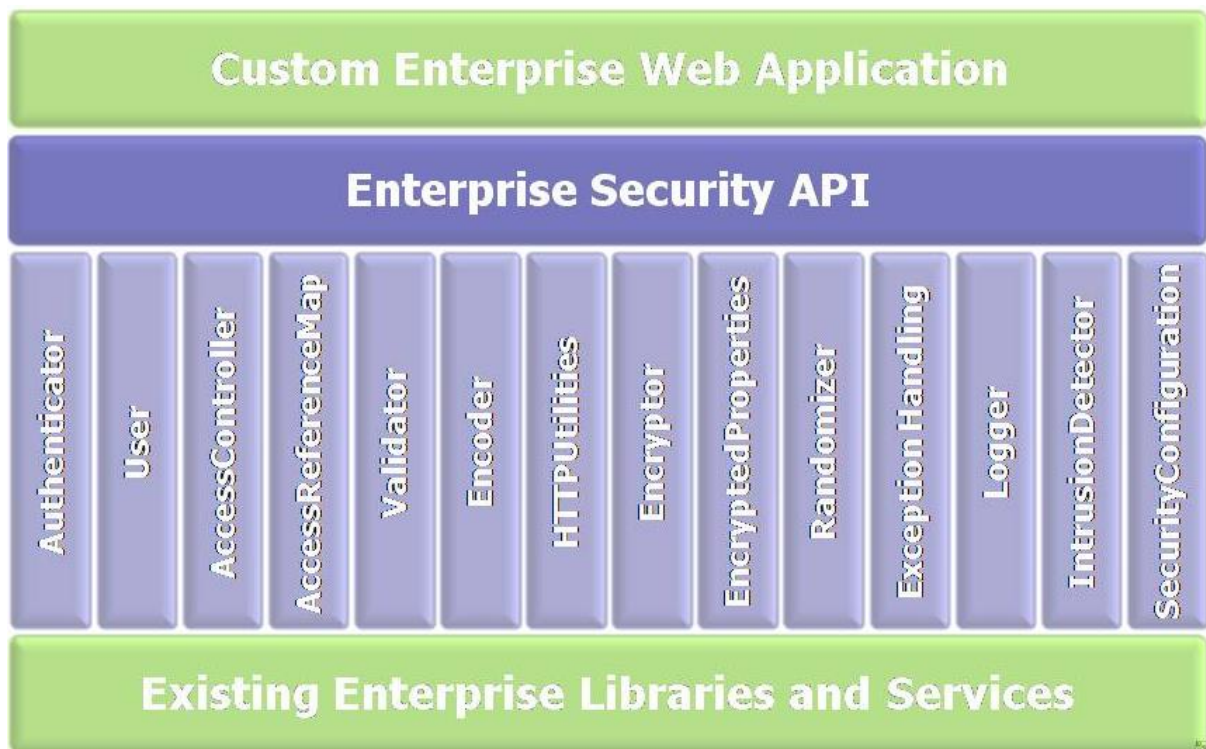 Custom Enterprise Web Application
Enterprise Security API
Authenticator
User
AccessController
AccessReferenceMap
Validator
Encoder
HTTPUtilities
Encryptor
EncryptedProperties
Randomizer
Exception Handling
Logger
IntrusionDetector
SecurityConfiguration
Existing Enterprise Libraries and Services